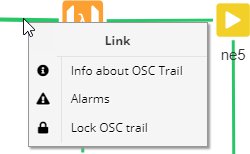 Link
ne5
Info about OSC Trail
Alarms
Lock OSC trail